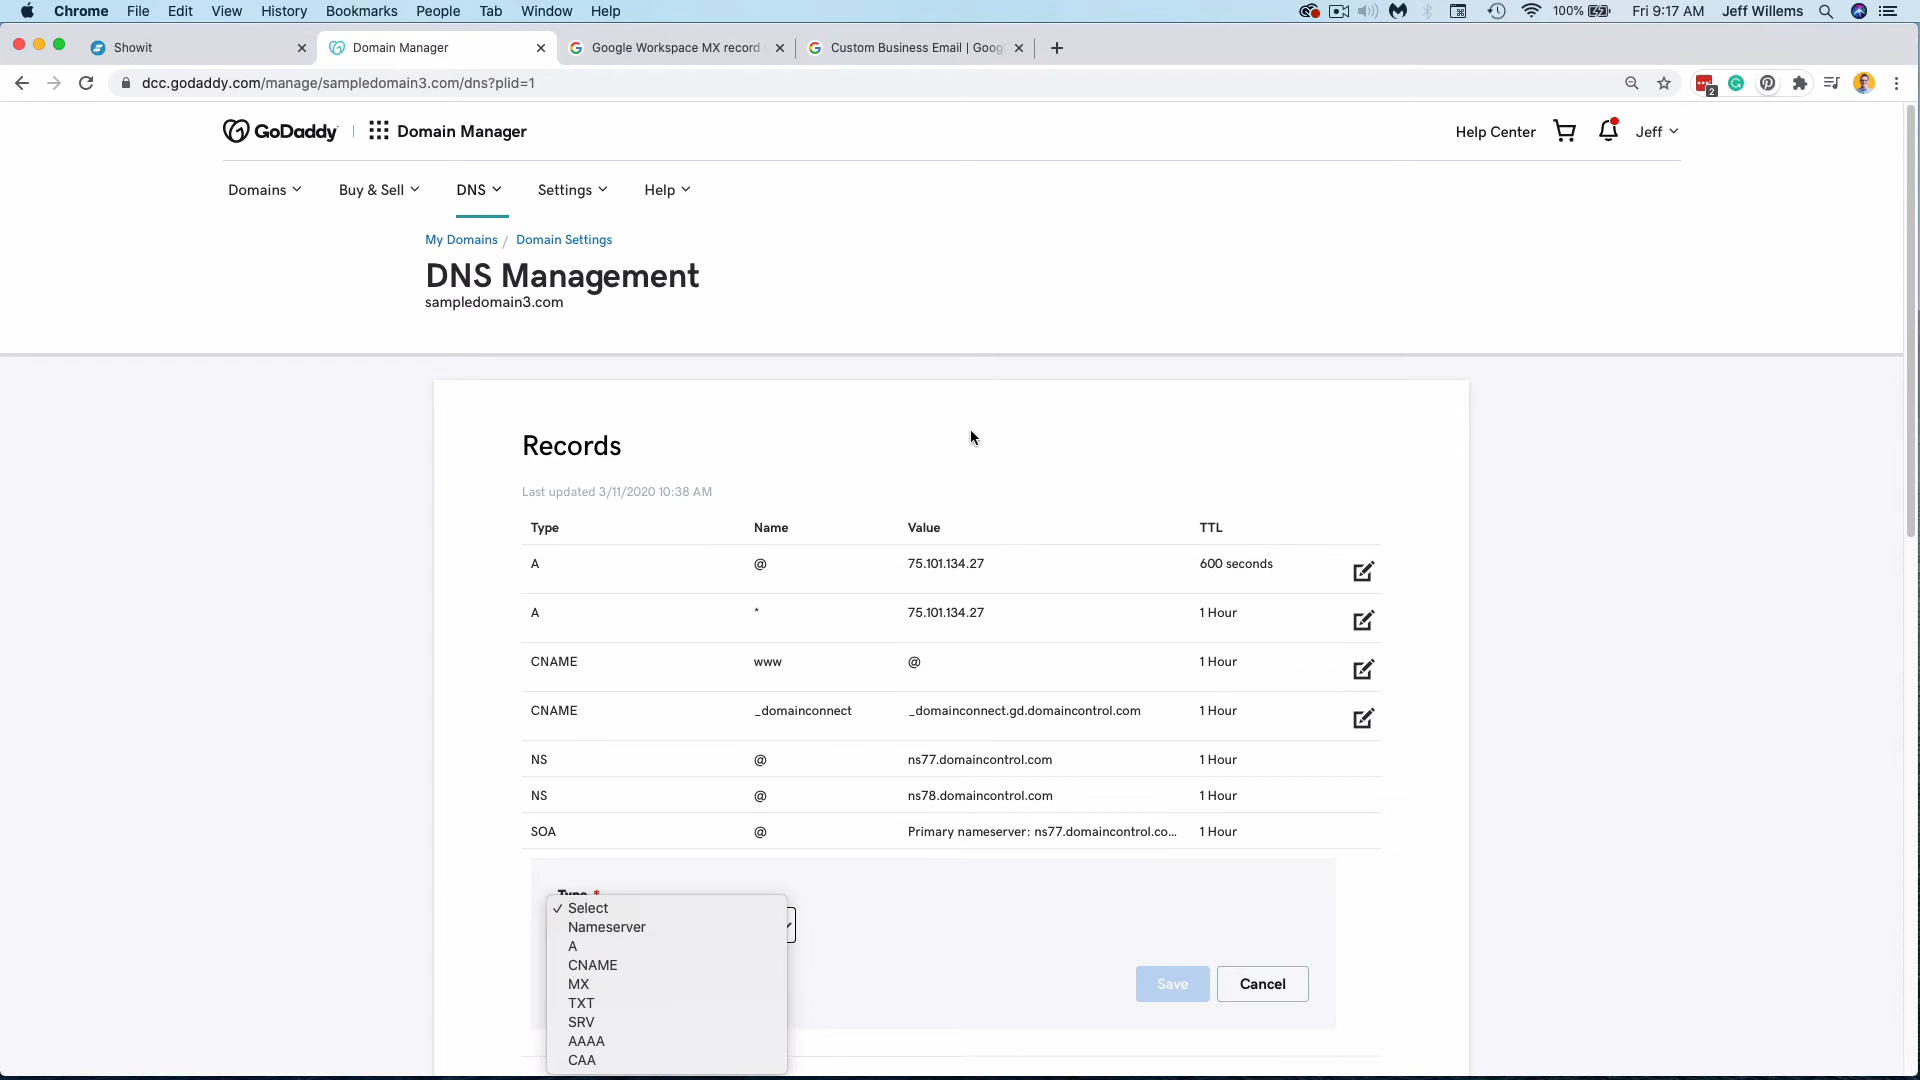 Chrome File Edit View History Bookmarks People Tab Window Help 100% Fri 9:17 AM Jeff Willems
Showit Domain Manager Google Workspace MX record Custom Business Email | Goog
dcc.godaddy.com/manage/sampledomain3.com/dns?plid=1 2
GoDaddy Domain Manager Help Center Jeff
Domains Buy & Sell DNS Settings Help
My Domains / Domain Settings
DNS Management
sampledomain3.com
Records
Last updated 3/11/2020 10:38 AM
Type Name Value TTL
A @ 75.101.134.27 600 seconds
A * 75.101.134.27 1 Hour
CNAME www @ 1 Hour
CNAME _domainconnect _domainconnect.gd.domaincontrol.com 1 Hour
NS @ ns77.domaincontrol.com 1 Hour
NS @ ns78.domaincontrol.com 1 Hour
SOA @ Primary nameserver: ns77.domaincontrol.co... 1 Hour
Type *
✓ Select
Nameserver
A
CNAME
MX
Save Cancel
TXT
SRV
AAAA
CAA